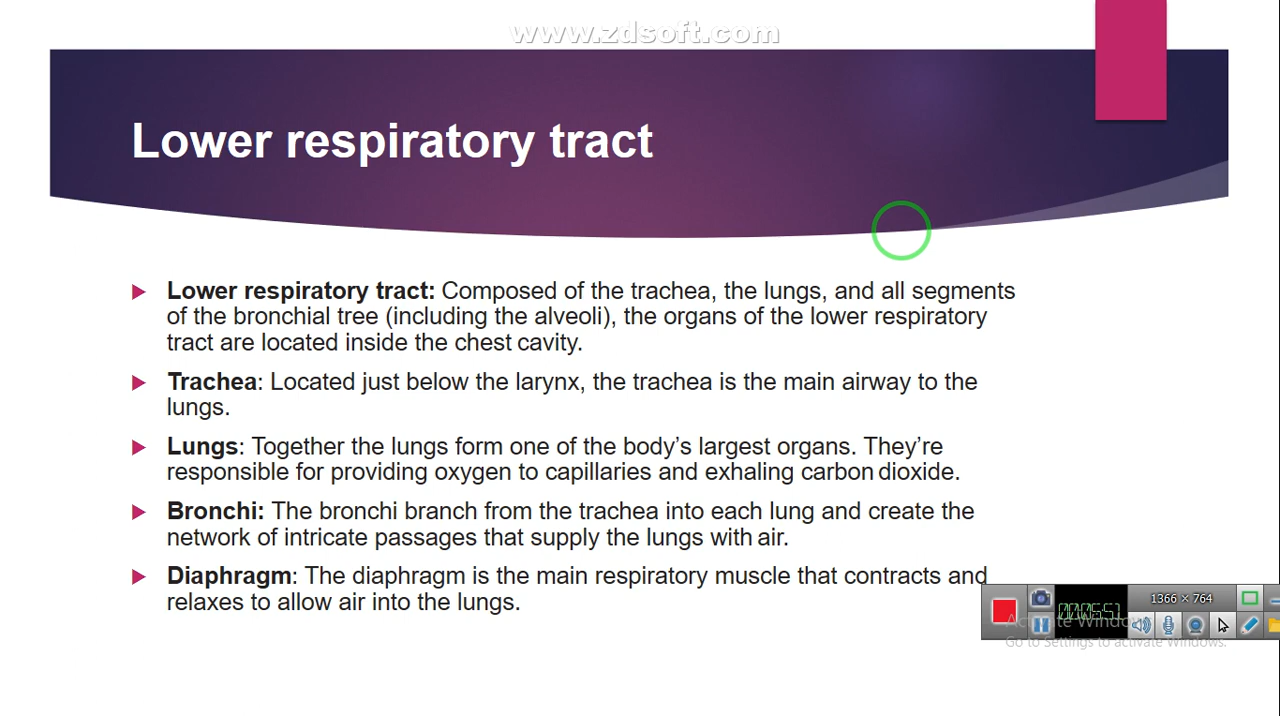 www.zdsoft.com
Lower respiratory tract
Lower respiratory tract: Composed of the trachea, the lungs, and all segments
of the bronchial tree (including the alveoli), the organs of the lower respiratory
tract are located inside the chest cavity.
Trachea: Located just below the larynx, the trachea is the main airway to the
lungs.
Lungs: Together the lungs form one of the body’s largest organs. They’re
responsible for providing oxygen to capillaries and exhaling carbon dioxide.
Bronchi: The bronchi branch from the trachea into each lung and create the
network of intricate passages that supply the lungs with air.
Diaphragm: The diaphragm is the main respiratory muscle that contracts and
relaxes to allow air into the lungs.
00:05:51
1366 × 764
Activate Windows
Go to Settings to activate Windows.